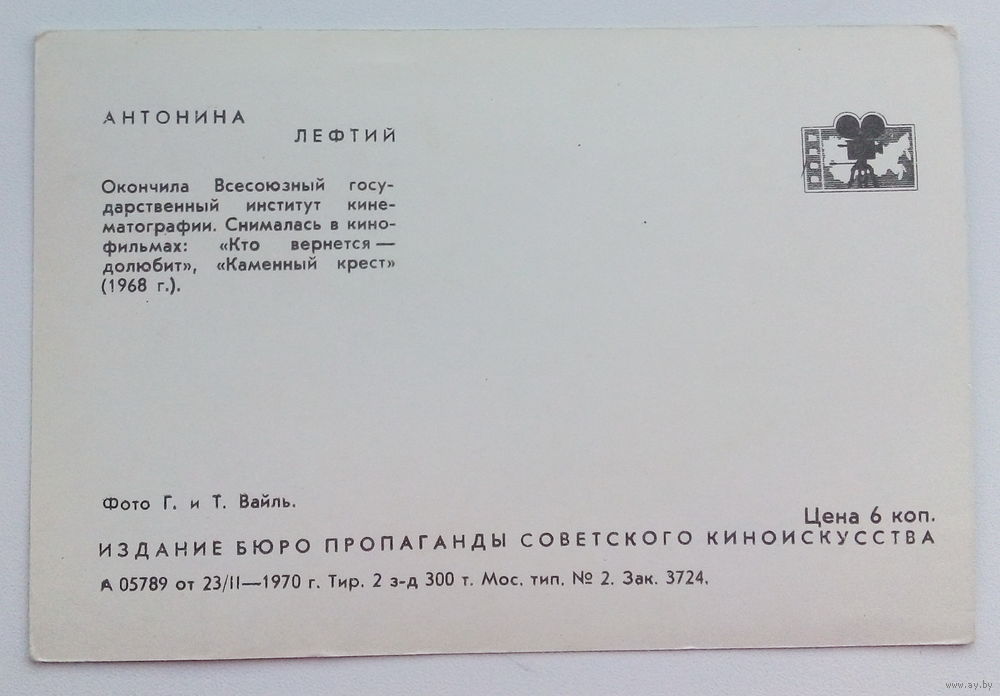 АНТОНИНА
ЛЕФТИЙ
Окончила Всесоюзный госу-
дарственный институт кине-
матографии. Снималась в кино-
фильмах: «Кто вернется —
долюбит», «Каменный крест»
(1968 г.).
Фото Г. и Т. Вайль.
Цена 6 коп.
ИЗДАНИЕ БЮРО ПРОПАГАНДЫ СОВЕТСКОГО КИНОИСКУССТВА
А 05789 от 23/II—1970 г. Тир. 2 з-д 300 т. Мос. тип. № 2. Зак. 3724.
www.ay.by